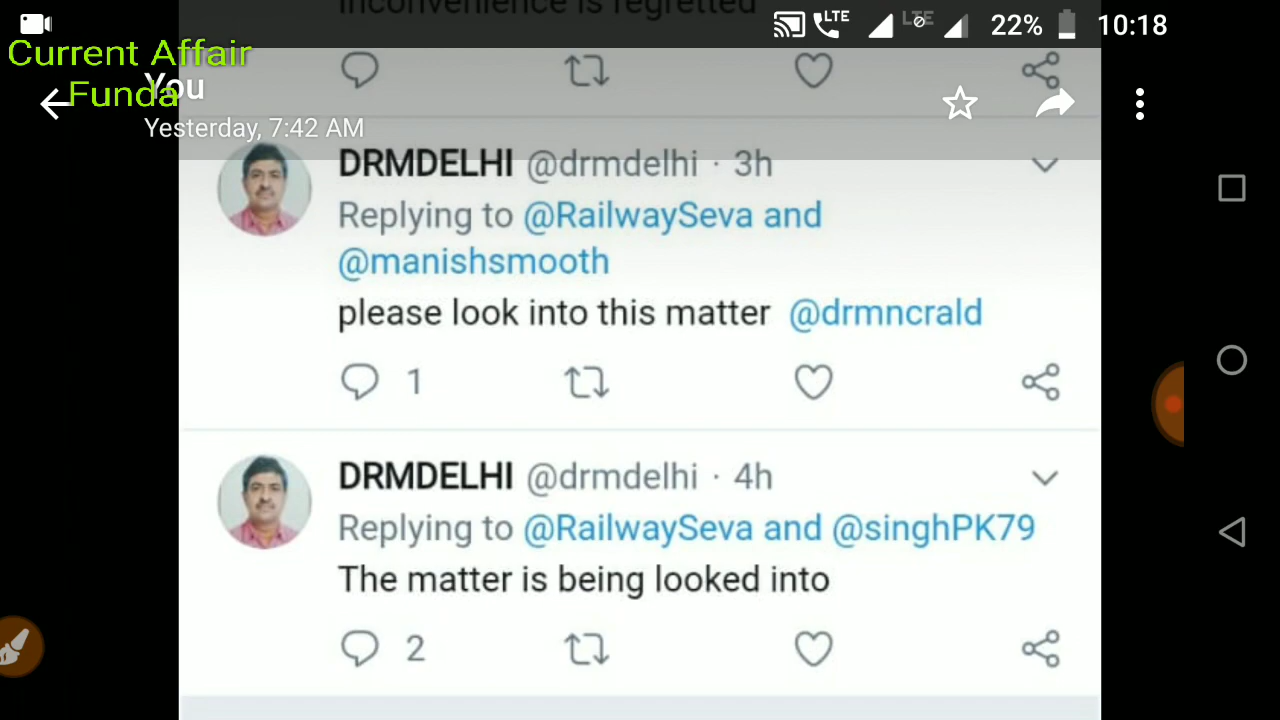 inconvenience is regretted
LTE LTE 22% 10:18
Current Affair
Funda
You
Yesterday, 7:42 AM
DRMDELHI @drmdelhi · 3h
Replying to @RailwaySeva and
@manishsmooth
please look into this matter @drmncrald
1
DRMDELHI @drmdelhi · 4h
Replying to @RailwaySeva and @singhPK79
The matter is being looked into
2